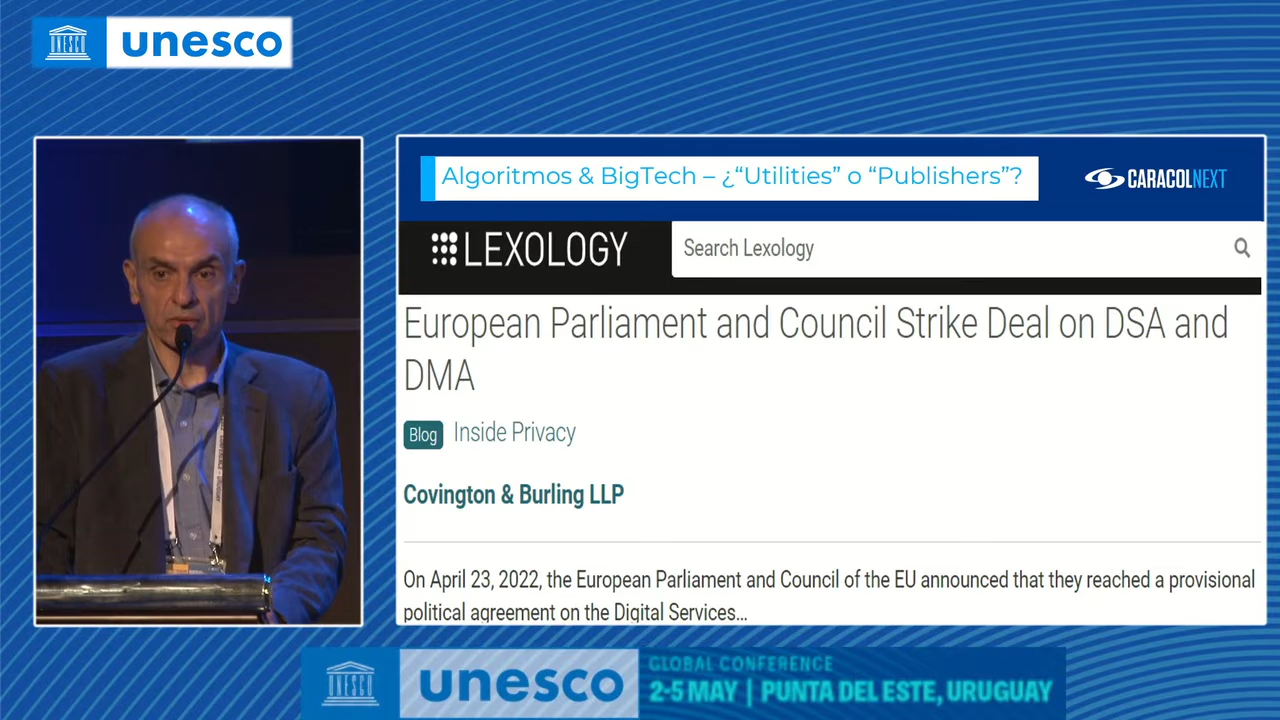 UNESCO
unesco
Algoritmos & BigTech – ¿“Utilities” o “Publishers”?
CARACOLNEXT
LEXOLOGY
Search Lexology
European Parliament and Council Strike Deal on DSA and
DMA
Blog
Inside Privacy
Covington & Burling LLP
On April 23, 2022, the European Parliament and Council of the EU announced that they reached a provisional
political agreement on the Digital Services...
UNESCO
unesco
GLOBAL CONFERENCE
2-5 MAY | PUNTA DEL ESTE, URUGUAY